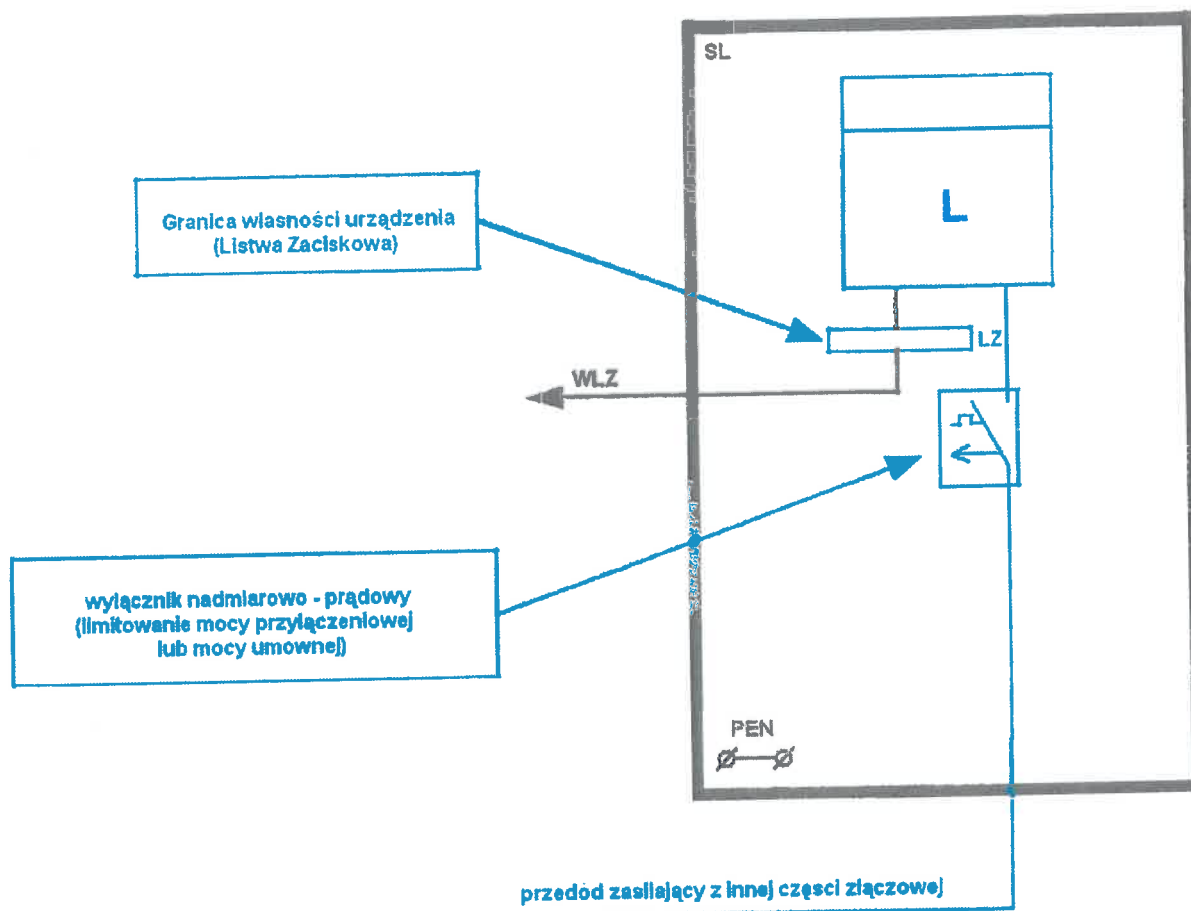 SL
L
Granica własności urządzenia
(Listwa Zaciskowa)
LZ
WLZ
wyłącznik nadmiarowo - prądowy
(limitowanie mocy przyłączeniowej
lub mocy umownej)
PEN
przedód zasilający z innej części złączowej